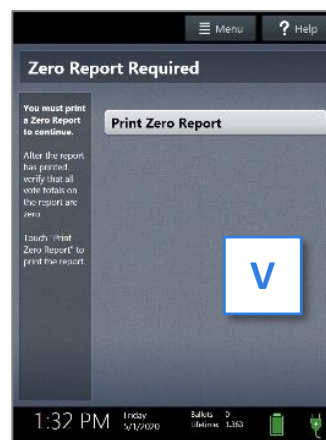 Menu ? Help
Zero Report Required
You must print
a Zero Report
to continue.
Print Zero Report
After the report
has printed,
verify that all
vote totals on
the report are
zero.
Touch "Print
Zero Report" to
print the report.
V
1:32 PM Friday Ballots: 0
5/1/2020 Lifetime: 1,363